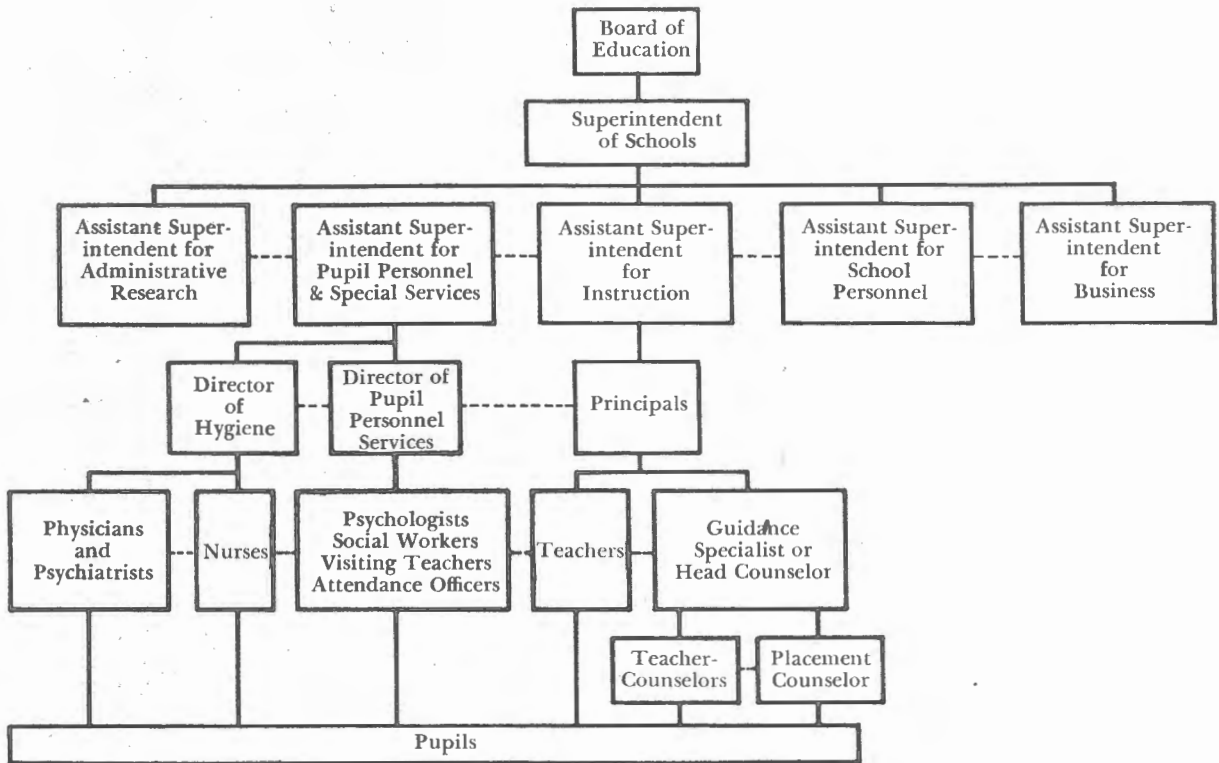 Board of
Education
Superintendent
of Schools
Assistant Super-
intendent for
Administrative
Research
Assistant Super-
intendent for
Pupil Personnel
& Special Services
Assistant Super-
intendent
for
Instruction
Assistant Super-
intendent for
School
Personnel
Assistant Super-
intendent
for
Business
Director
of
Hygiene
Director of
Pupil
Personnel
Services
Principals
Physicians
and
Psychiatrists
Nurses
Psychologists
Social Workers
Visiting Teachers
Attendance Officers
Teachers
Guidance
Specialist or
Head Counselor
Teacher-
Counselors
Placement
Counselor
Pupils